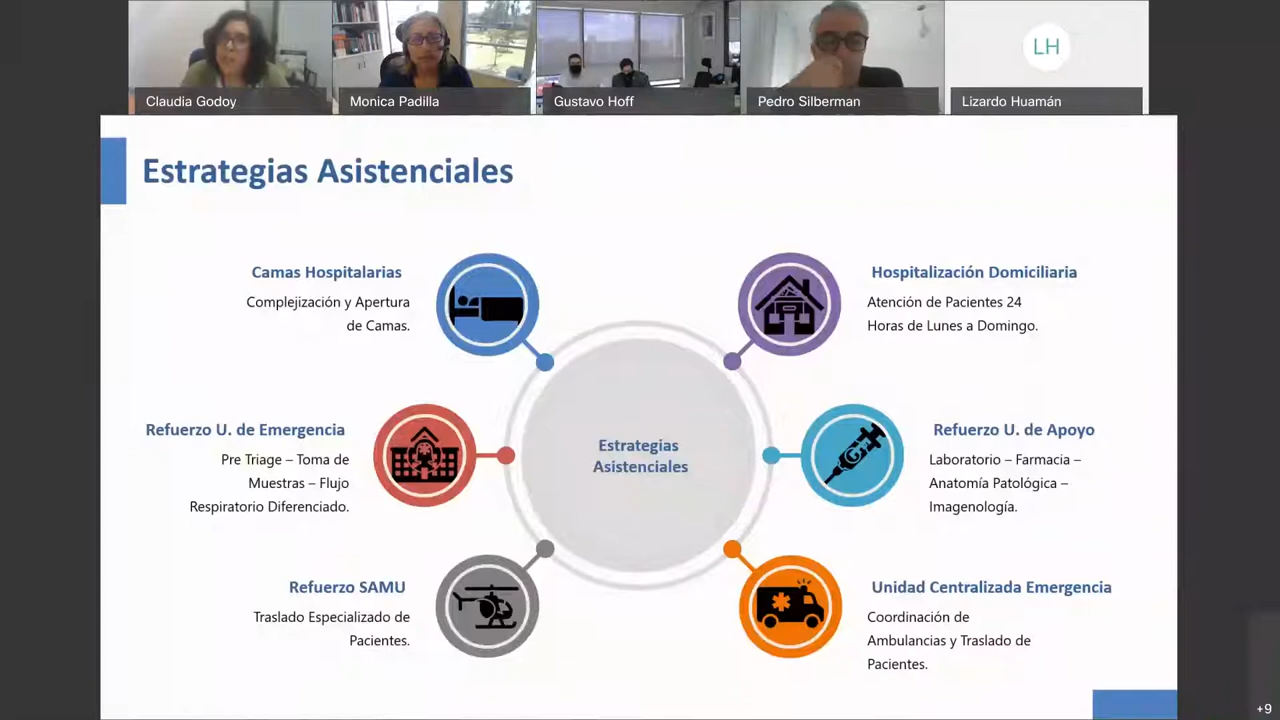 Claudia Godoy
Monica Padilla
Gustavo Hoff
Pedro Silberman
LH
Lizardo Huamán
Estrategias Asistenciales
Camas Hospitalarias
Complejización y Apertura
de Camas.
Hospitalización Domiciliaria
Atención de Pacientes 24
Horas de Lunes a Domingo.
Refuerzo U. de Emergencia
Pre Triage – Toma de
Muestras – Flujo
Respiratorio Diferenciado.
Estrategias
Asistenciales
Refuerzo U. de Apoyo
Laboratorio – Farmacia –
Anatomía Patológica –
Imagenología.
Refuerzo SAMU
Traslado Especializado de
Pacientes.
Unidad Centralizada Emergencia
Coordinación de
Ambulancias y Traslado de
Pacientes.
+9